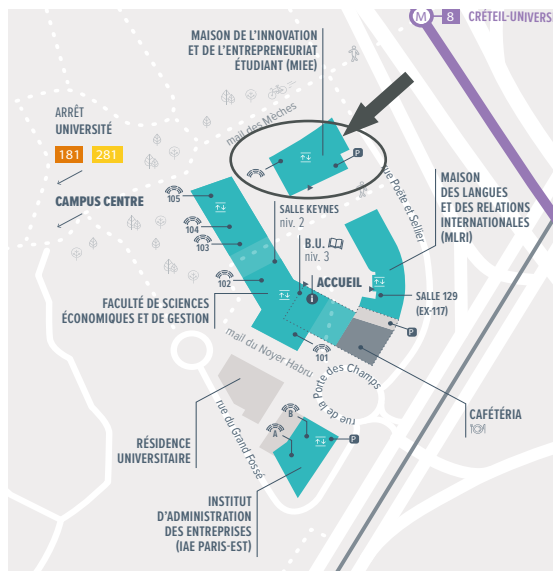 M 8 CRÉTEIL-UNIVERS
MAISON DE L'INNOVATION
ET DE L'ENTREPRENEURIAT
ÉTUDIANT (MIEE)
mail des Mèches
ARRÊT
UNIVERSITÉ
181 281
CAMPUS CENTRE
P
rue Poëte et Sellier
MAISON
DES LANGUES
ET DES RELATIONS
INTERNATIONALES
(MLRI)
105
104
103
102
SALLE KEYNES
niv. 2
B.U.
niv. 3
ACCUEIL
i
SALLE 129
(EX-117)
FACULTÉ DE SCIENCES
ÉCONOMIQUES ET DE GESTION
P
101
mail du Noyer Habru
rue de la Porte des Champs
CAFÉTÉRIA
rue du Grand Fossé
RÉSIDENCE
UNIVERSITAIRE
B
A
P
INSTITUT
D'ADMINISTRATION
DES ENTREPRISES
(IAE PARIS-EST)